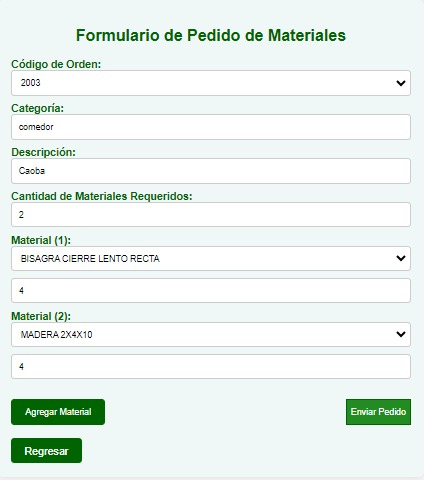 Formulario de Pedido de Materiales
Código de Orden:
2003
Categoría:
comedor
Descripción:
Caoba
Cantidad de Materiales Requeridos:
2
Material (1):
BISAGRA CIERRE LENTO RECTA
4
Material (2):
MADERA 2X4X10
4
Agregar Material
Enviar Pedido
Regresar